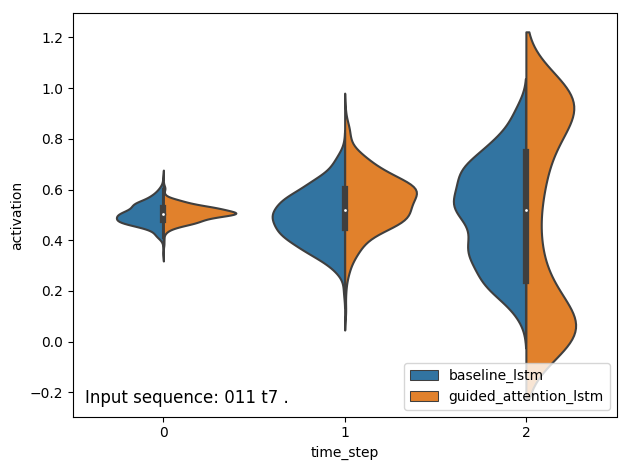 1.2
1.0
0.8
0.6
0.4
0.2
0.0
−0.2
activation
Input sequence: 011 t7 .
baseline_lstm
guided_attention_lstm
0 1 2
time_step